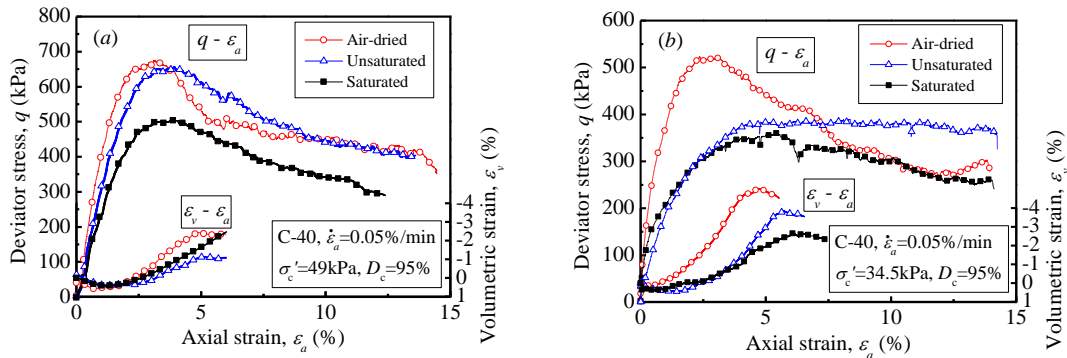 (a)
q - εa
Air-dried
Unsaturated
Saturated
800
700
600
500
400
300
200
100
0
Deviator stress, q (kPa)
εv - εa
C-40, ε̇a=0.05%/min
σc'=49kPa, Dc=95%
-4
-3
-2
-1
0
1
Volumetric strain, εv (%)
0 5 10 15
Axial strain, εa (%)
(b)
q - εa
Air-dried
Unsaturated
Saturated
600
500
400
300
200
100
0
Deviator stress, q (kPa)
εv - εa
C-40, ε̇a=0.05%/min
σc'=34.5kPa, Dc=95%
-4
-3
-2
-1
0
1
Volumetric strain, εv (%)
0 5 10 15
Axial strain, εa (%)